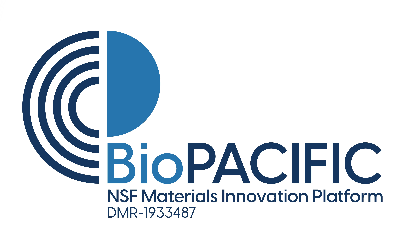 BioPACIFIC
NSF Materials Innovation Platform
DMR-1933487